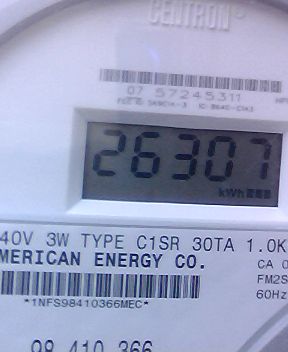 CENTRON®
07 57245311
26307
kWh
40V 3W TYPE C1SR 30TA 1.0K
MERICAN ENERGY CO.
CA 0
FM2S
60Hz
*1NFS98410366MEC*
98 410 366